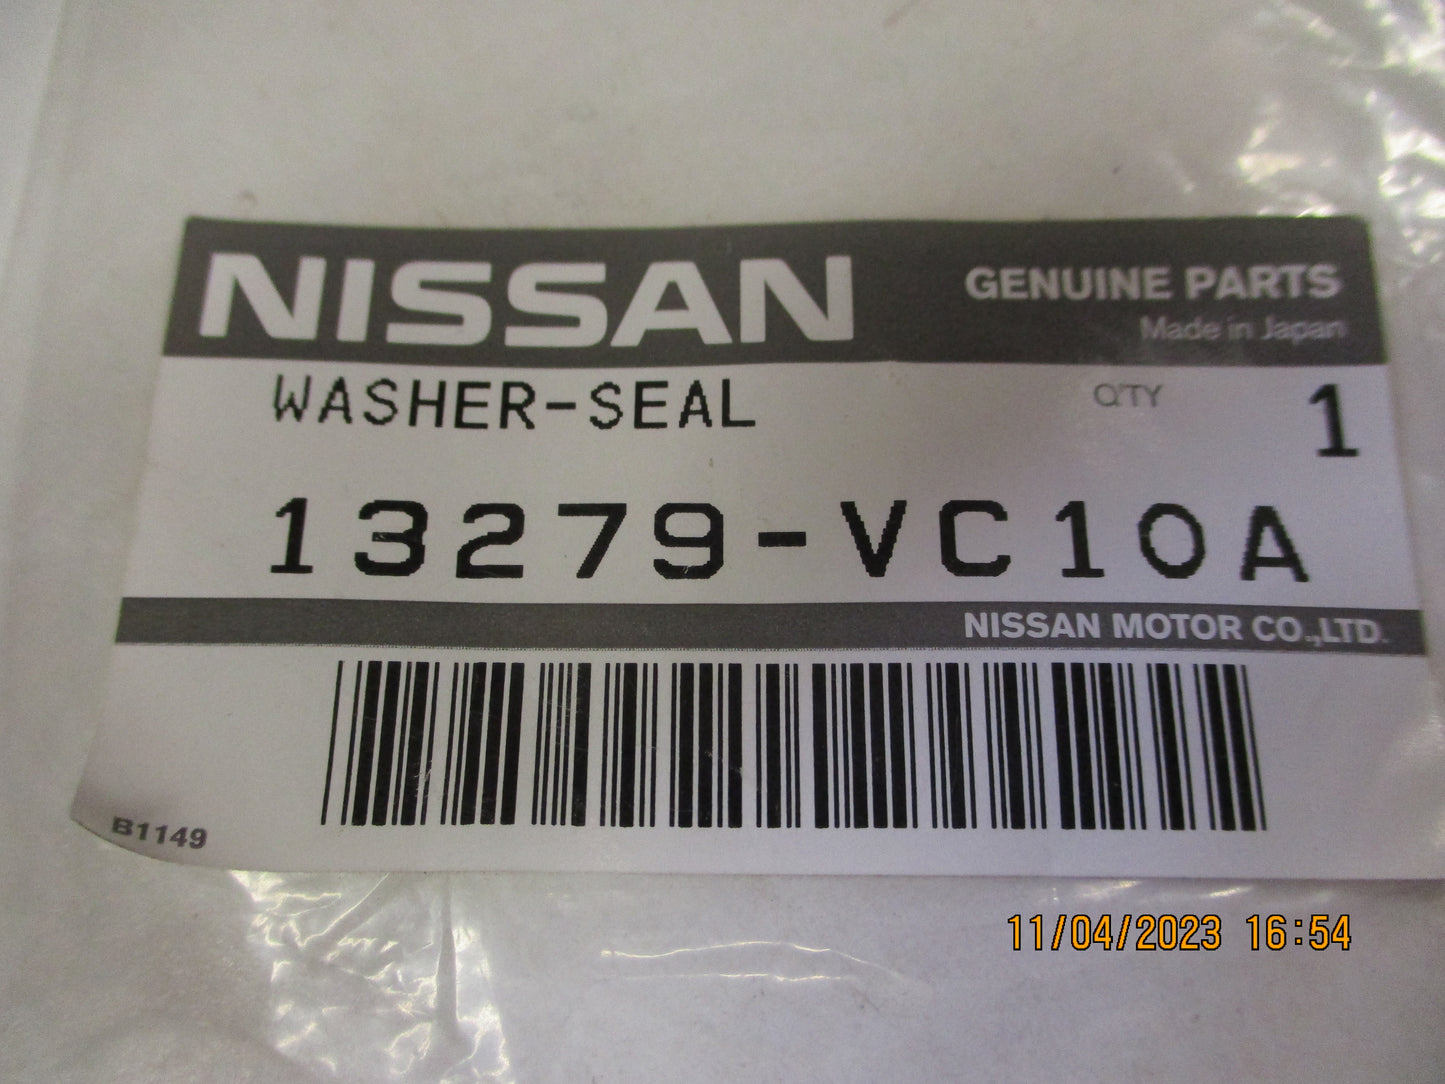 NISSAN
GENUINE PARTS
Made in Japan
WASHER-SEAL
Q'TY 1
13279-VC10A
NISSAN MOTOR CO.,LTD.
B1149
11/04/2023 16:54